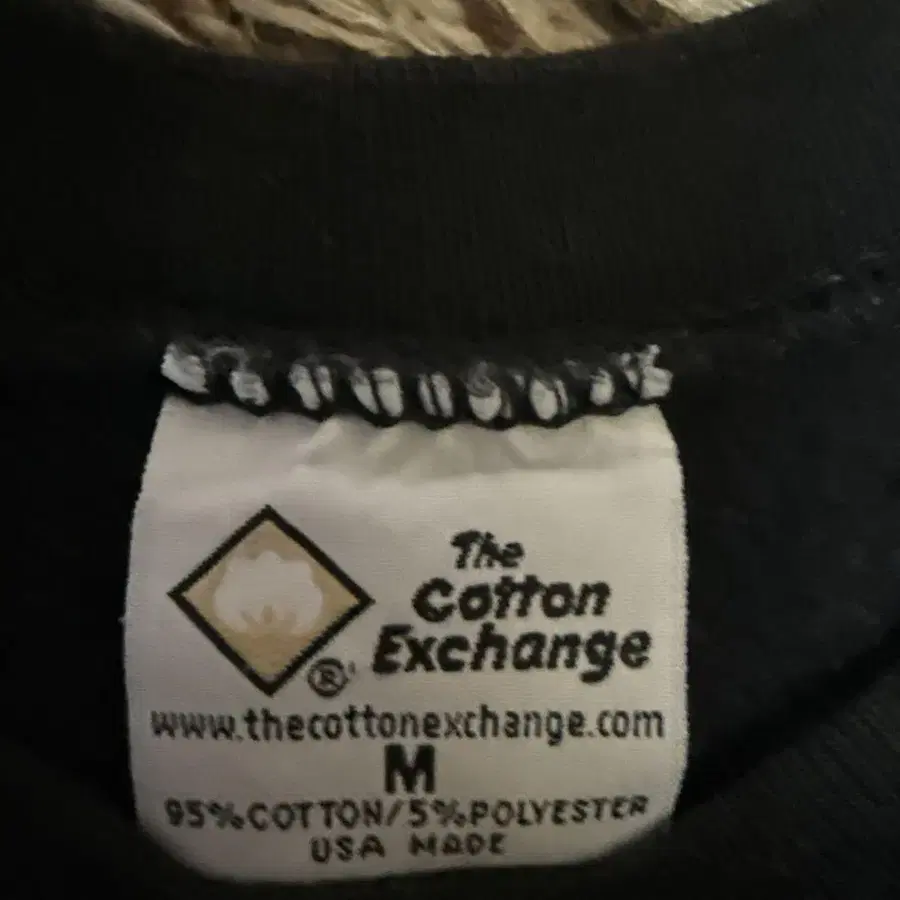 The
Cotton
Exchange
®
www.thecottonexchange.com
M
95%COTTON/5%POLYESTER
USA MADE